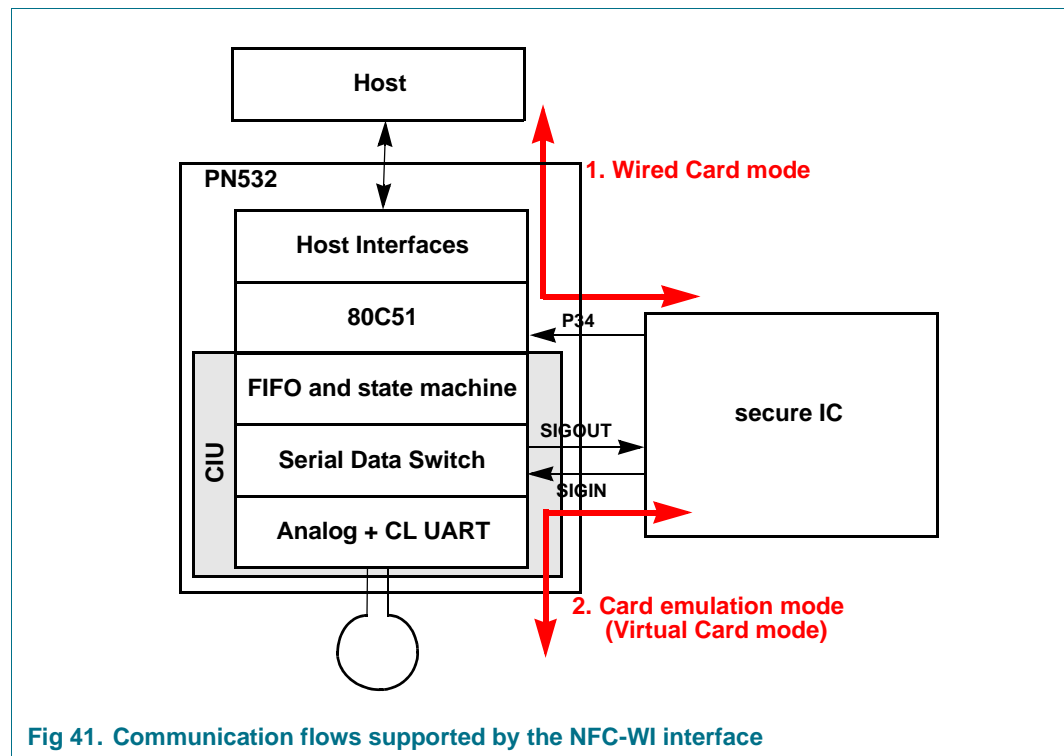 Host
PN532
1. Wired Card mode
Host Interfaces
80C51
P34
FIFO and state machine
secure IC
SIGOUT
CIU
Serial Data Switch
SIGIN
Analog + CL UART
2. Card emulation mode
(Virtual Card mode)
Fig 41. Communication flows supported by the NFC-WI interface